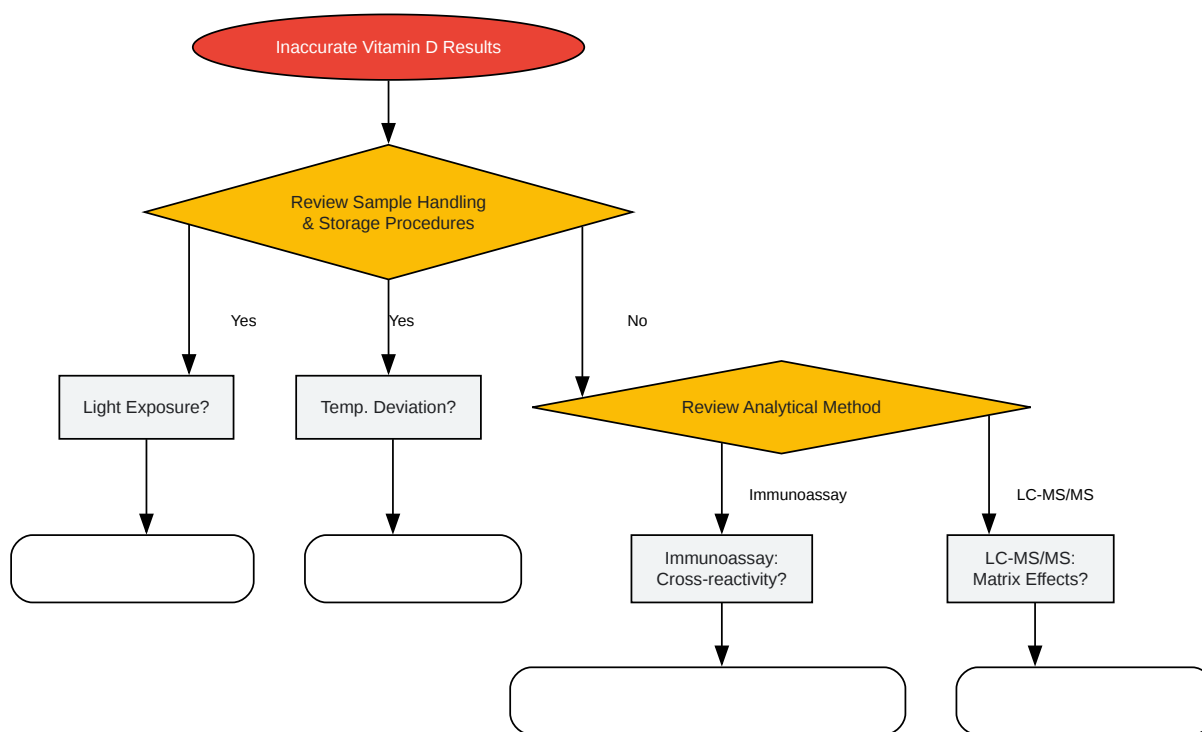 Inaccurate Vitamin D Results
Review Sample Handling
& Storage Procedures
Yes
Yes
No
Light Exposure?
Temp. Deviation?
Review Analytical Method
Immunoassay
LC-MS/MS
Immunoassay:
Cross-reactivity?
LC-MS/MS:
Matrix Effects?